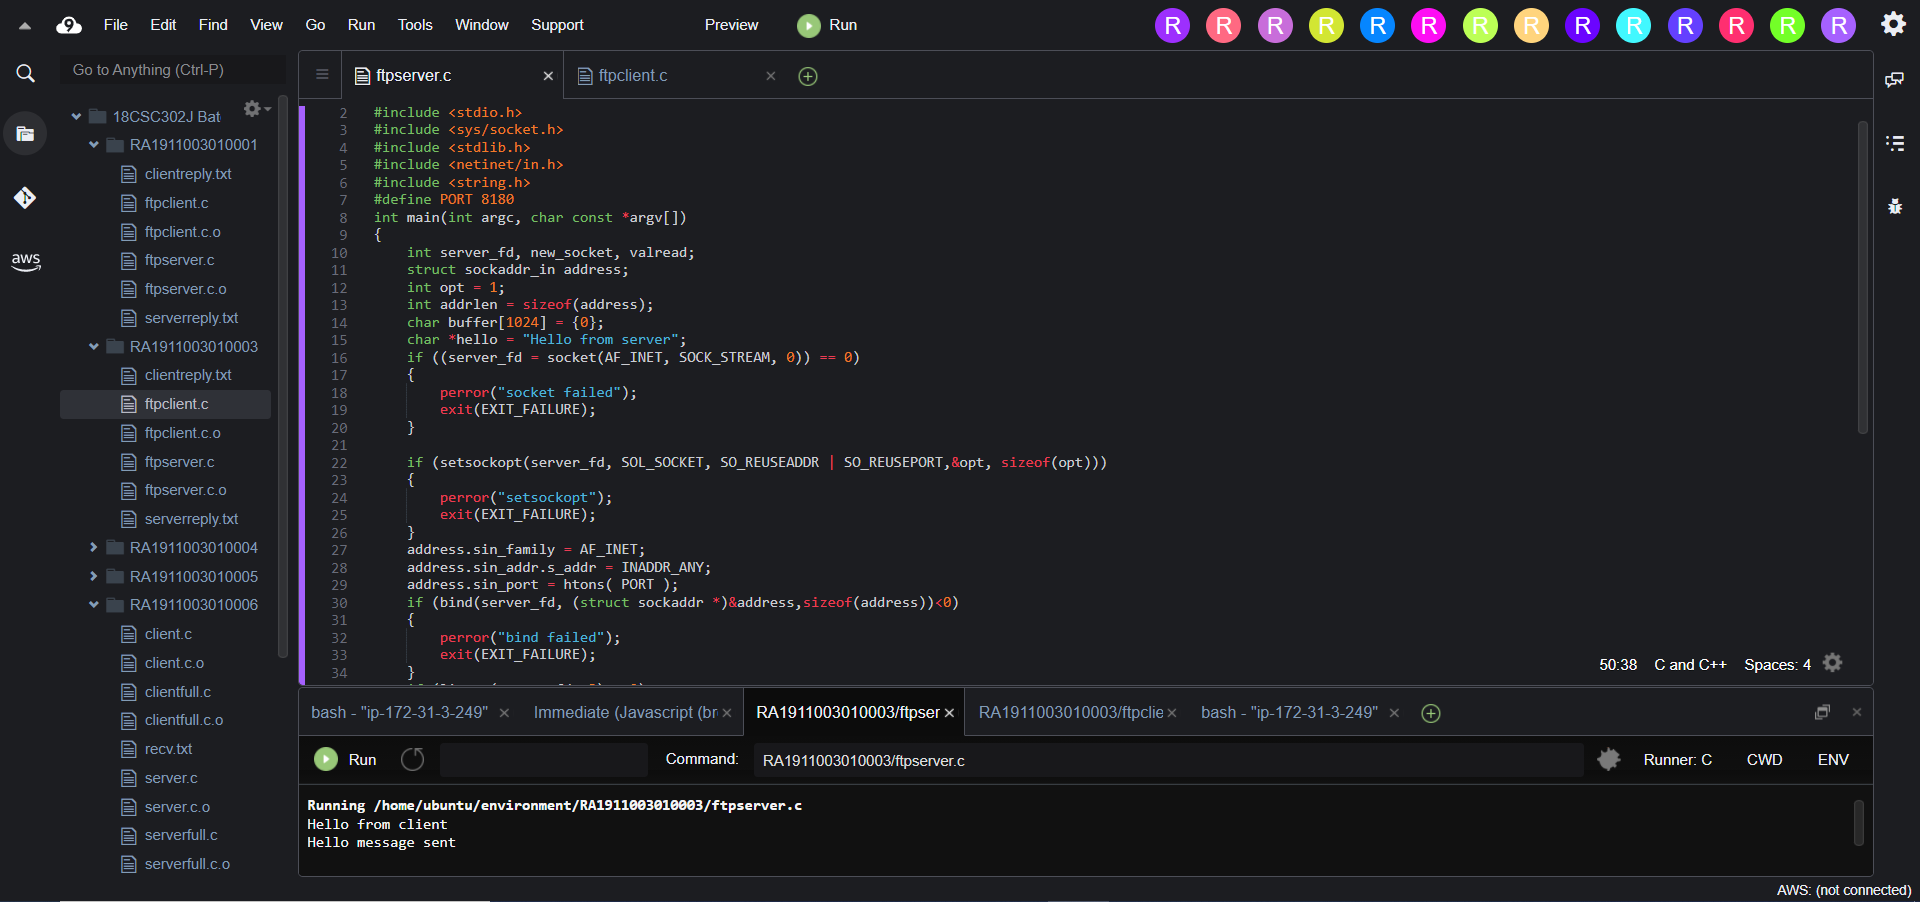 File Edit Find View Go Run Tools Window Support Preview Run R R R R R R R R R R R R R R
Go to Anything (Ctrl-P)
ftpserver.c ftpclient.c
18CSC302J Bat
RA1911003010001
clientreply.txt
ftpclient.c
ftpclient.c.o
ftpserver.c
ftpserver.c.o
serverreply.txt
RA1911003010003
clientreply.txt
ftpclient.c
ftpclient.c.o
ftpserver.c
ftpserver.c.o
serverreply.txt
RA1911003010004
RA1911003010005
RA1911003010006
client.c
client.c.o
clientfull.c
clientfull.c.o
recv.txt
server.c
server.c.o
serverfull.c
serverfull.c.o
aws
2 #include <stdio.h>
3 #include <sys/socket.h>
4 #include <stdlib.h>
5 #include <netinet/in.h>
6 #include <string.h>
7 #define PORT 8180
8 int main(int argc, char const *argv[])
9 {
10 int server_fd, new_socket, valread;
11 struct sockaddr_in address;
12 int opt = 1;
13 int addrlen = sizeof(address);
14 char buffer[1024] = {0};
15 char *hello = "Hello from server";
16 if ((server_fd = socket(AF_INET, SOCK_STREAM, 0)) == 0)
17 {
18 perror("socket failed");
19 exit(EXIT_FAILURE);
20 }
21
22 if (setsockopt(server_fd, SOL_SOCKET, SO_REUSEADDR | SO_REUSEPORT,&opt, sizeof(opt)))
23 {
24 perror("setsockopt");
25 exit(EXIT_FAILURE);
26 }
27 address.sin_family = AF_INET;
28 address.sin_addr.s_addr = INADDR_ANY;
29 address.sin_port = htons( PORT );
30 if (bind(server_fd, (struct sockaddr *)&address,sizeof(address))<0)
31 {
32 perror("bind failed");
33 exit(EXIT_FAILURE);
34 }
50:38 C and C++ Spaces: 4
bash - "ip-172-31-3-249" Immediate (Javascript (br RA1911003010003/ftpser RA1911003010003/ftpclie bash - "ip-172-31-3-249"
Run Command: RA1911003010003/ftpserver.c Runner: C CWD ENV
Running /home/ubuntu/environment/RA1911003010003/ftpserver.c
Hello from client
Hello message sent
AWS: (not connected)